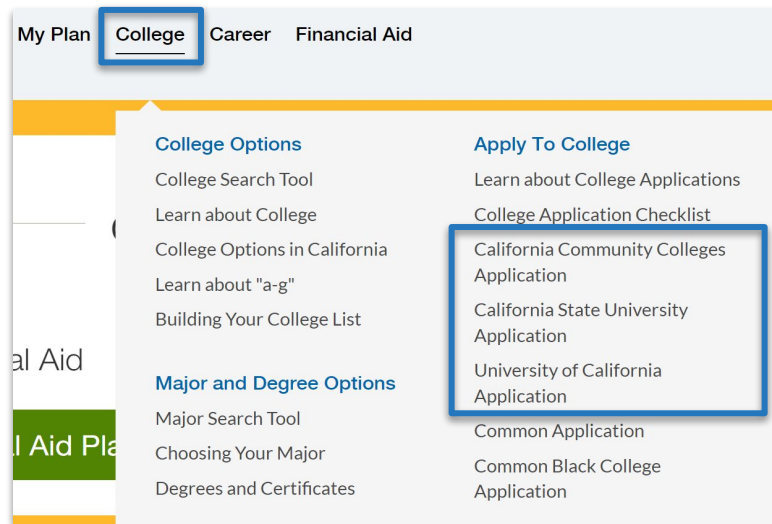 My Plan College Career Financial Aid
College Options
College Search Tool
Learn about College
College Options in California
Learn about "a-g"
Building Your College List
Major and Degree Options
Major Search Tool
Choosing Your Major
Degrees and Certificates
Apply To College
Learn about College Applications
College Application Checklist
California Community Colleges
Application
California State University
Application
University of California
Application
Common Application
Common Black College
Application
Aid
Aid